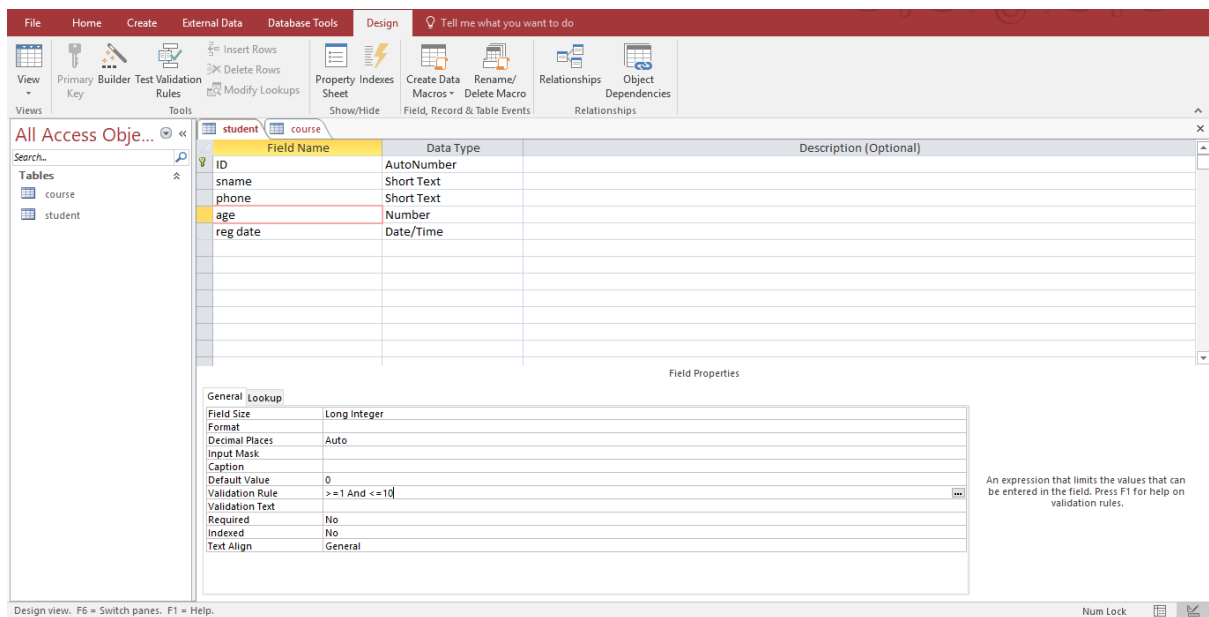 File Home Create External Data Database Tools Design Tell me what you want to do
View
Views
Primary Key
Builder
Test Validation Rules
Insert Rows
Delete Rows
Modify Lookups
Tools
Property Sheet
Indexes
Show/Hide
Create Data Macros
Rename/ Delete Macro
Field, Record & Table Events
Relationships
Object Dependencies
Relationships
All Access Obje...
Search...
Tables
course
student
student course
Field Name Data Type Description (Optional)
ID AutoNumber
sname Short Text
phone Short Text
age Number
reg date Date/Time
Field Properties
General Lookup
Field Size Long Integer
Format
Decimal Places Auto
Input Mask
Caption
Default Value 0
Validation Rule >=1 And <=10
Validation Text
Required No
Indexed No
Text Align General
An expression that limits the values that can
be entered in the field. Press F1 for help on
validation rules.
Design view. F6 = Switch panes. F1 = Help. Num Lock